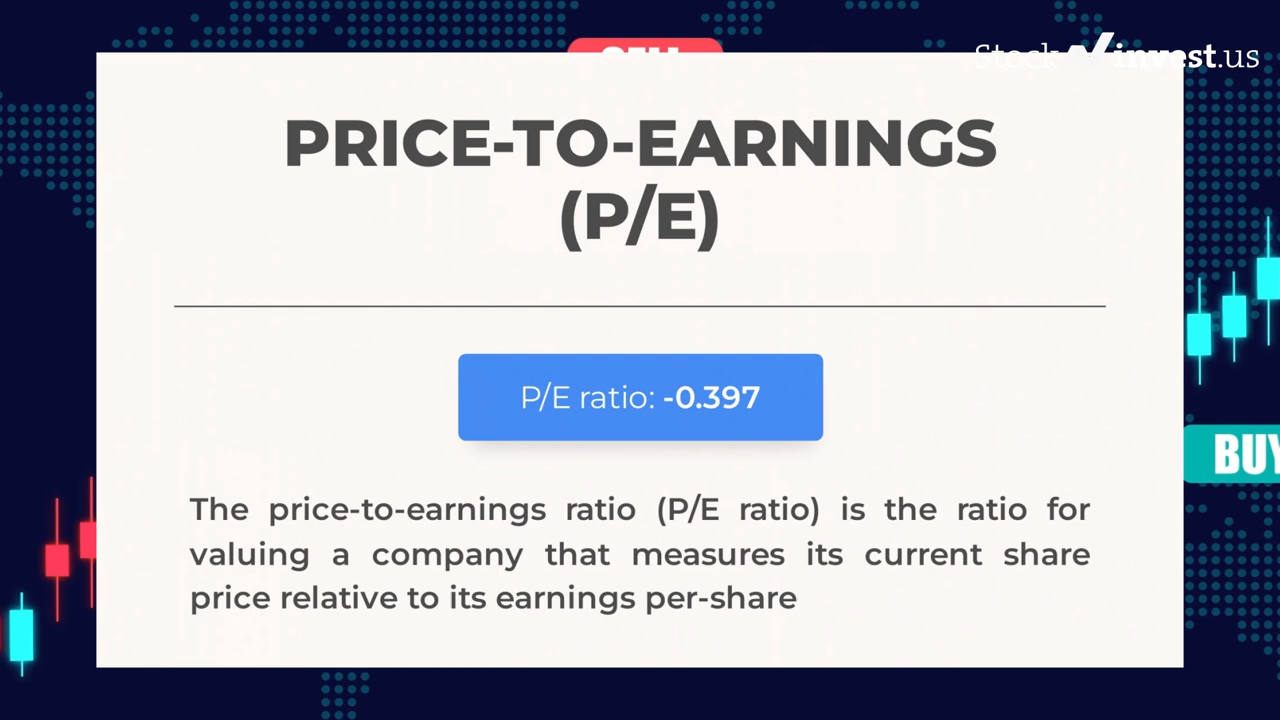 StockInvest.us
PRICE-TO-EARNINGS
(P/E)
P/E ratio: -0.397
BUY
The price-to-earnings ratio (P/E ratio) is the ratio for
valuing a company that measures its current share
price relative to its earnings per-share